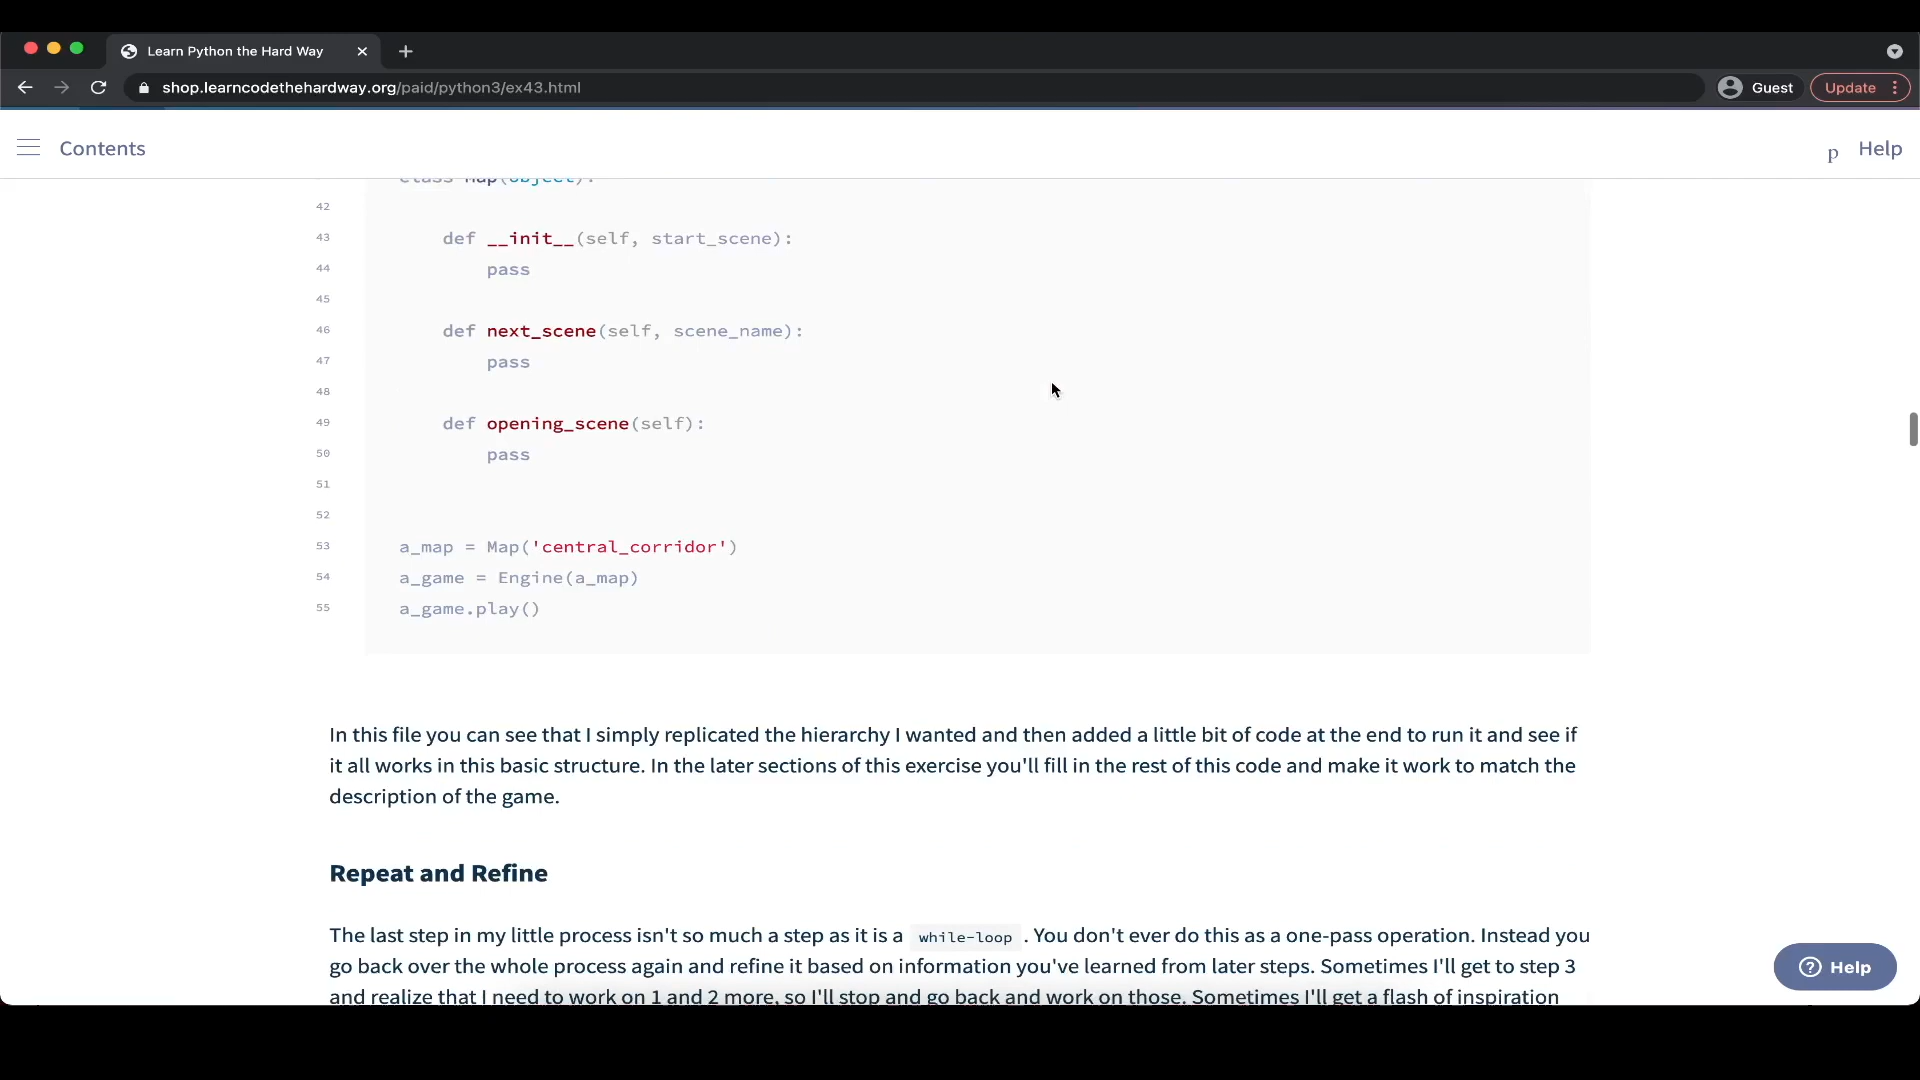 Learn Python the Hard Way
shop.learncodethehardway.org/paid/python3/ex43.html
Guest
Update
Contents
p Help
class Map(object):
42
43 def __init__(self, start_scene):
44 pass
45
46 def next_scene(self, scene_name):
47 pass
48
49 def opening_scene(self):
50 pass
51
52
53 a_map = Map('central_corridor')
54 a_game = Engine(a_map)
55 a_game.play()
In this file you can see that I simply replicated the hierarchy I wanted and then added a little bit of code at the end to run it and see if
it all works in this basic structure. In the later sections of this exercise you'll fill in the rest of this code and make it work to match the
description of the game.
Repeat and Refine
The last step in my little process isn't so much a step as it is a while-loop . You don't ever do this as a one-pass operation. Instead you
go back over the whole process again and refine it based on information you've learned from later steps. Sometimes I'll get to step 3
and realize that I need to work on 1 and 2 more, so I'll stop and go back and work on those. Sometimes I'll get a flash of inspiration
Help